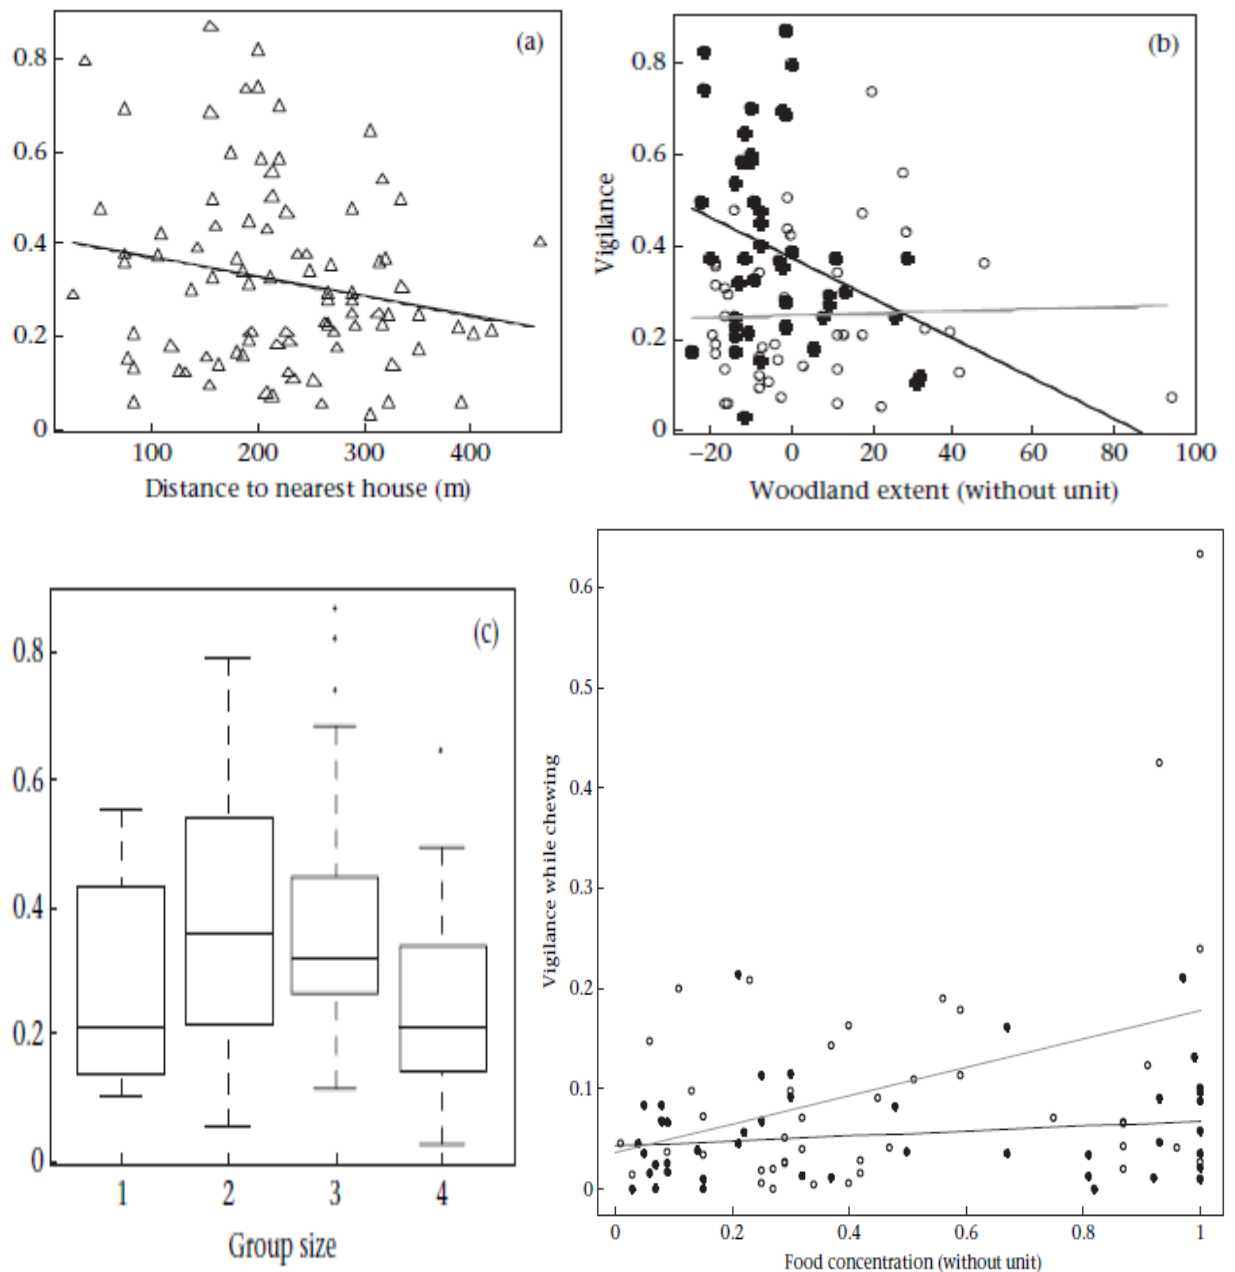 (a)
0.8
0.6
0.4
0.2
0
100 200 300 400
Distance to nearest house (m)
(b)
Vigilance
0.8
0.6
0.4
0.2
0
−20 0 20 40 60 80 100
Woodland extent (without unit)
(c)
0.8
0.6
0.4
0.2
0
1 2 3 4
Group size
Vigilance while chewing
0.6
0.5
0.4
0.3
0.2
0.1
0
0 0.2 0.4 0.6 0.8 1
Food concentration (without unit)